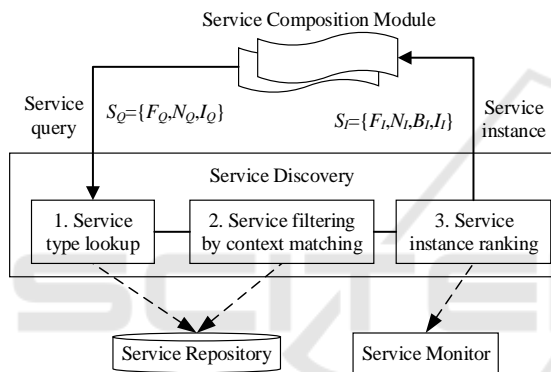 Service Composition Module
Service
query
S_Q={F_Q,N_Q,I_Q}
S_I={F_I,N_I,B_I,I_I}
Service
instance
Service Discovery
1. Service
type lookup
2. Service filtering
by context matching
3. Service
instance ranking
Service Repository
Service Monitor
SCITE